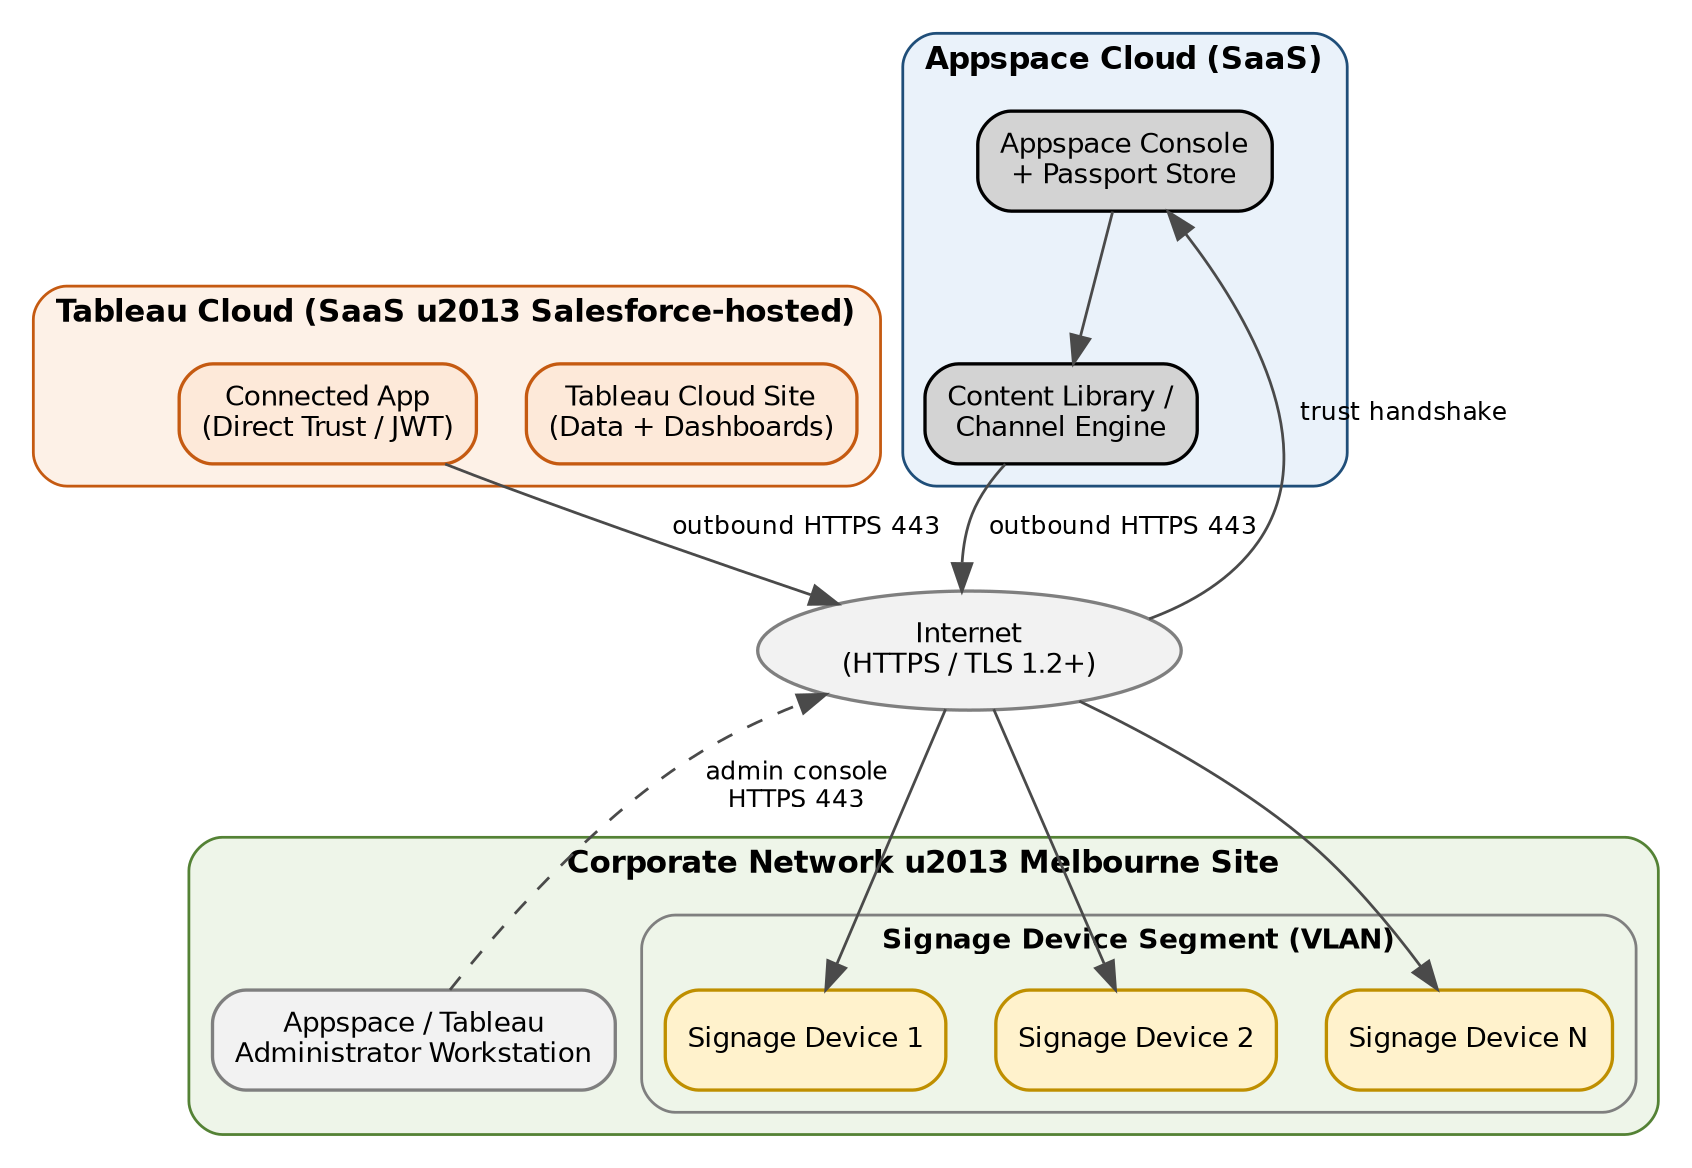 Appspace Cloud (SaaS)
Appspace Console
+ Passport Store
Tableau Cloud (SaaS u2013 Salesforce-hosted)
Connected App
(Direct Trust / JWT)
Tableau Cloud Site
(Data + Dashboards)
Content Library /
Channel Engine
trust handshake
outbound HTTPS 443
outbound HTTPS 443
Internet
(HTTPS / TLS 1.2+)
admin console
HTTPS 443
Corporate Network u2013 Melbourne Site
Signage Device Segment (VLAN)
Appspace / Tableau
Administrator Workstation
Signage Device 1
Signage Device 2
Signage Device N